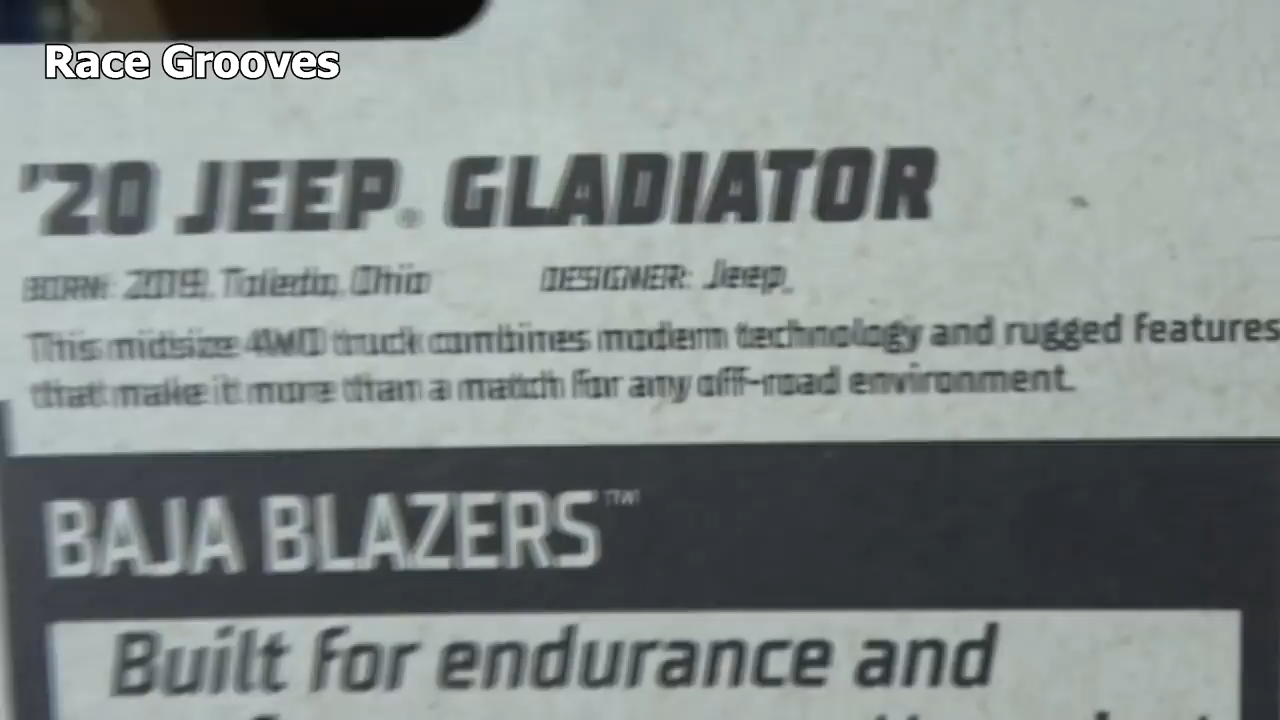 Race Grooves
'20 JEEP® GLADIATOR
BORN: 2019, Toledo, Ohio DESIGNER: Jeep,
This midsize 4WD truck combines modern technology and rugged features
that make it more than a match for any off-road environment.
BAJA BLAZERS™
Built for endurance and